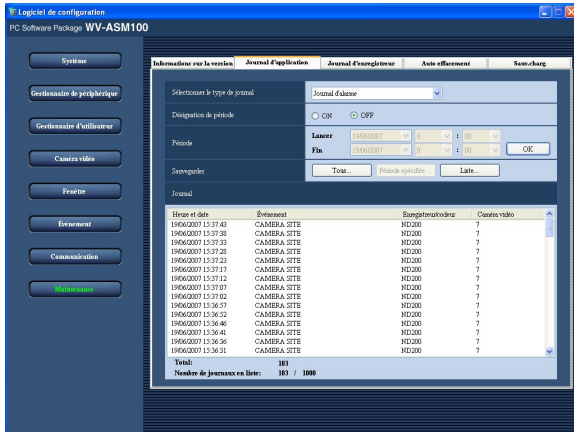 Logiciel de configuration
PC Software Package WV-ASM100
Système
Gestionnaire de périphérique
Gestionnaire d'utilisateur
Caméra vidéo
Fenêtre
Événement
Communication
Maintenance
Informations sur la version Journal d'application Journal d'enregistreur Auto effacement Sauv.charg
Sélectionner le type de journal Journal d'alarme
Désignation de période ON OFF
Période Lancer 19/06/2007 0 : 00
Fin 19/06/2007 0 : 00 OK
Sauvegarder Tous... Période spécifiée ... Liste...
Journal
Heure et date Événement Enregistreur/codeur Caméra vidéo
19/06/2007 15:37:43 CAMERA SITE ND200 7
19/06/2007 15:37:38 CAMERA SITE ND200 7
19/06/2007 15:37:33 CAMERA SITE ND200 7
19/06/2007 15:37:28 CAMERA SITE ND200 7
19/06/2007 15:37:23 CAMERA SITE ND200 7
19/06/2007 15:37:17 CAMERA SITE ND200 7
19/06/2007 15:37:12 CAMERA SITE ND200 7
19/06/2007 15:37:07 CAMERA SITE ND200 7
19/06/2007 15:37:02 CAMERA SITE ND200 7
19/06/2007 15:36:57 CAMERA SITE ND200 7
19/06/2007 15:36:52 CAMERA SITE ND200 7
19/06/2007 15:36:46 CAMERA SITE ND200 7
19/06/2007 15:36:41 CAMERA SITE ND200 7
19/06/2007 15:36:36 CAMERA SITE ND200 7
19/06/2007 15:36:31 CAMERA SITE ND200 7
Total: 103
Nombre de journaux en liste: 103 / 1000